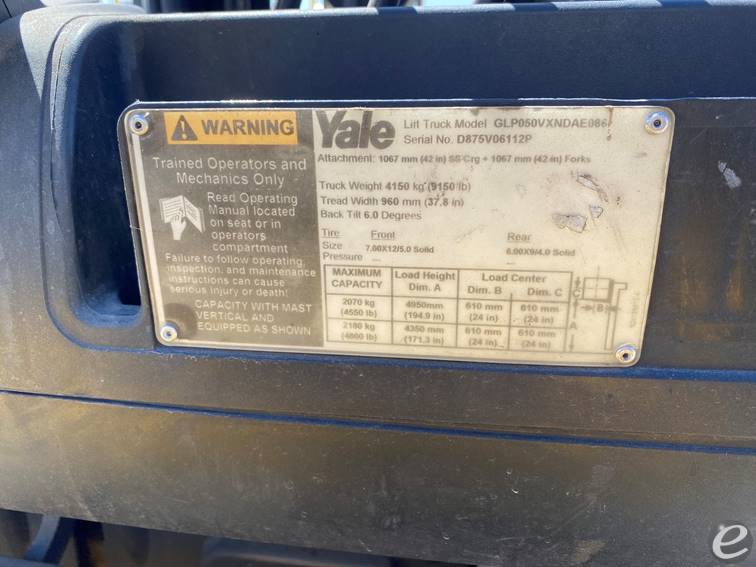 WARNING
Trained Operators and
Mechanics Only
Read Operating
Manual located
on seat or in
operators
compartment
Failure to follow operating,
inspection, and maintenance
instructions can cause
serious injury or death!
CAPACITY WITH MAST
VERTICAL AND
EQUIPPED AS SHOWN
Yale
Lift Truck Model GLP050VXNDAE086
Serial No. D875V06112P
Attachment: 1067 mm (42 in) SS Crg + 1067 mm (42 in) Forks
Truck Weight 4150 kg (9150 lb)
Tread Width 960 mm (37.8 in)
Back Tilt 6.0 Degrees
Tire Front Rear
Size 7.00X12/5.0 Solid 6.00X9/4.0 Solid
Pressure -- --
MAXIMUM CAPACITY Load Height Dim. A Load Center Dim. B Dim. C
2070 kg (4550 lb) 4950mm (194.9 in) 610 mm (24 in) 610 mm (24 in)
2180 kg (4800 lb) 4350 mm (171.3 in) 610 mm (24 in) 610 mm (24 in)
C
B
A
e